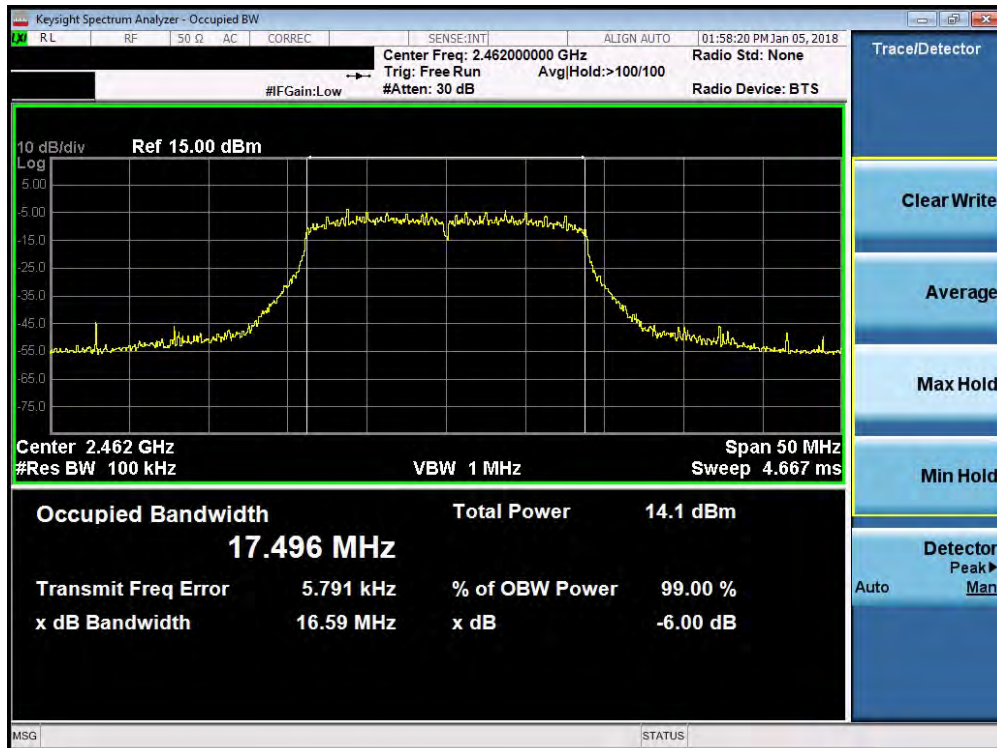 Keysight Spectrum Analyzer - Occupied BW
LXI RL RF 50 Ω AC CORREC SENSE:INT ALIGN AUTO 01:58:20 PM Jan 05, 2018
Center Freq: 2.462000000 GHz Radio Std: None
Trig: Free Run Avg|Hold:>100/100
#IFGain:Low #Atten: 30 dB Radio Device: BTS
Trace/Detector
10 dB/div Ref 15.00 dBm
Log
5.00
-5.00
-15.0
-25.0
-35.0
-45.0
-55.0
-65.0
-75.0
Center 2.462 GHz Span 50 MHz
#Res BW 100 kHz VBW 1 MHz Sweep 4.667 ms
Occupied Bandwidth Total Power 14.1 dBm
17.496 MHz
Transmit Freq Error 5.791 kHz % of OBW Power 99.00 %
x dB Bandwidth 16.59 MHz x dB -6.00 dB
Clear Write
Average
Max Hold
Min Hold
Detector
Peak▶
Auto Man
MSG STATUS